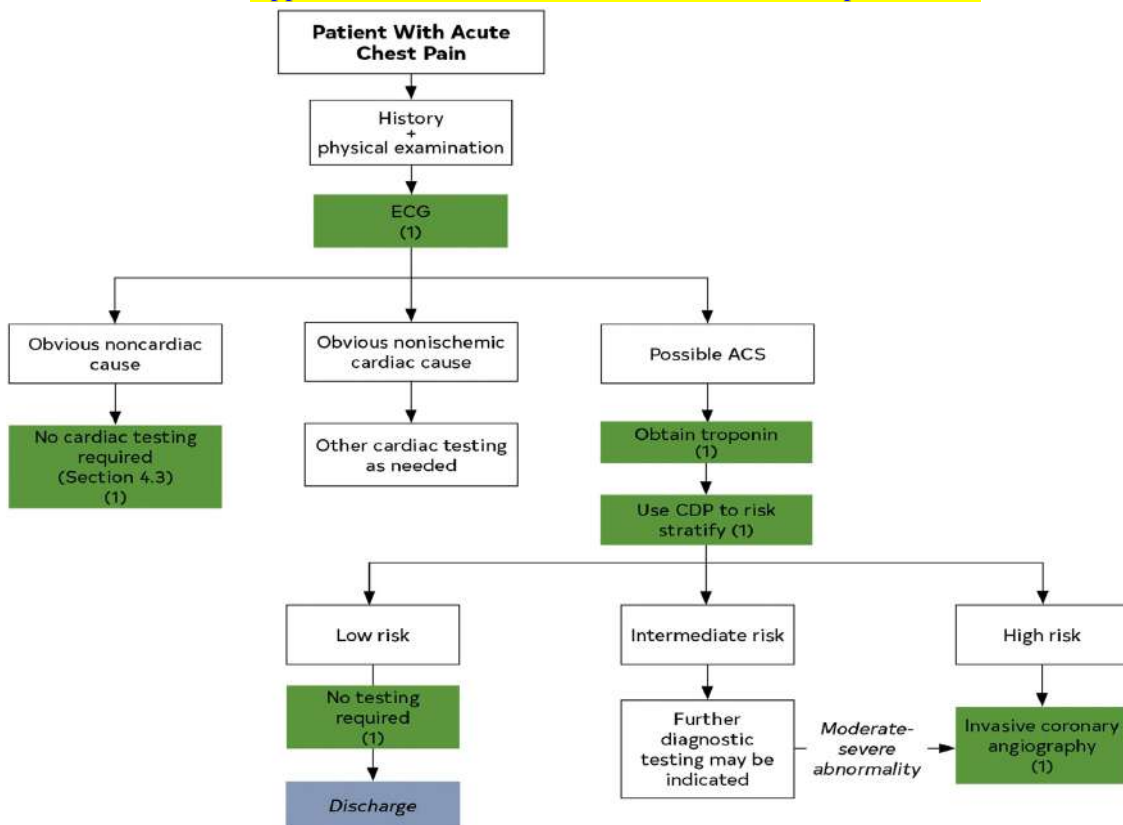 Patient With Acute
Chest Pain
History
+
physical examination
ECG
(1)
Obvious noncardiac
cause
Obvious nonischemic
cardiac cause
Possible ACS
No cardiac testing
required
(Section 4.3)
(1)
Other cardiac testing
as needed
Obtain troponin
(1)
Use CDP to risk
stratify (1)
Low risk
Intermediate risk
High risk
No testing
required
(1)
Further
diagnostic
testing may be
indicated
Moderate-
severe
abnormality
Invasive coronary
angiography
(1)
Discharge